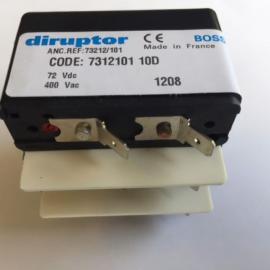 diruptor
ANC.REF:73212/101
CE
Made in France
BOSS
CODE: 7312101 10D
72 Vdc
400 Vac
1208